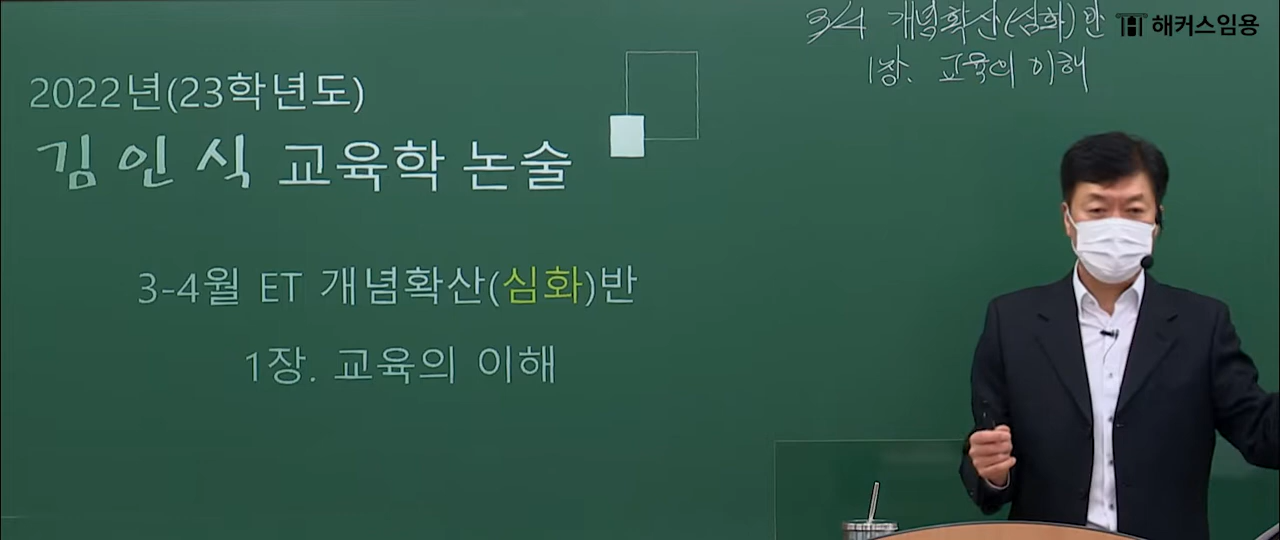 3/4 개념확산(심화)반
1장. 교육의 이해
해커스임용
2022년(23학년도)
김인식 교육학 논술
3-4월 ET 개념확산(심화)반
1장. 교육의 이해